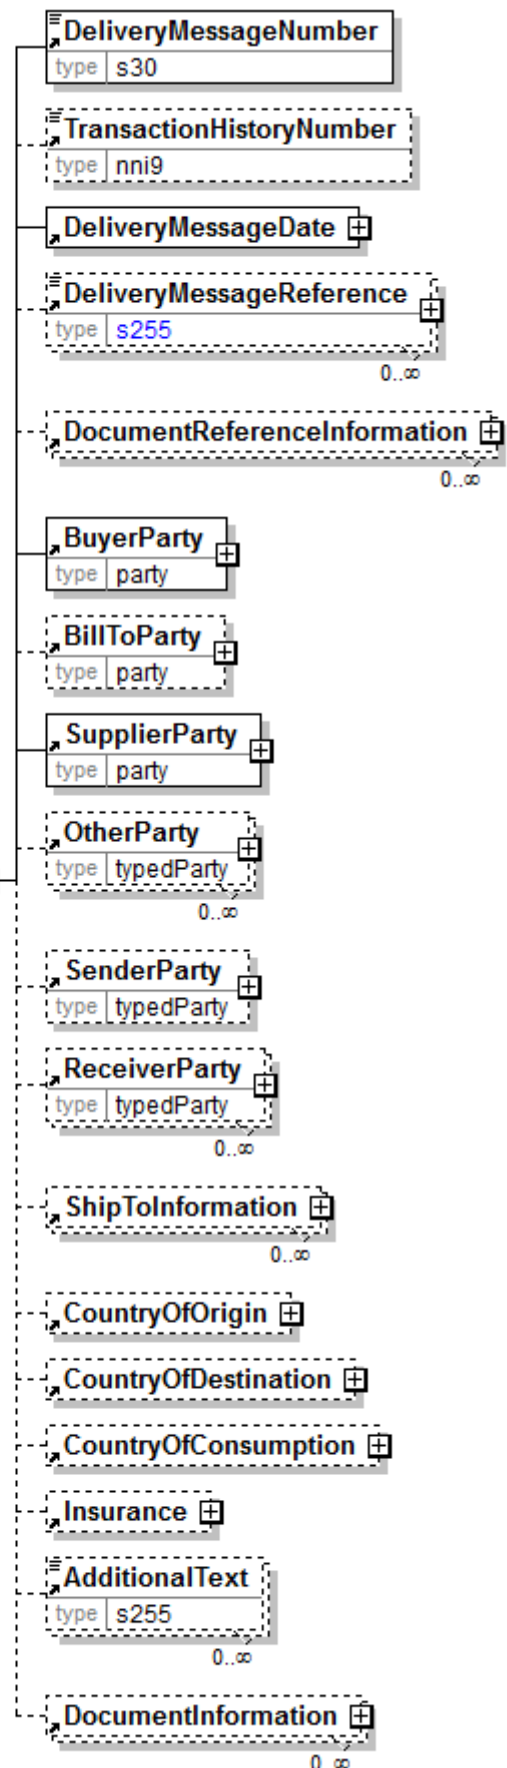 DeliveryMessageNumber
type s30
TransactionHistoryNumber
type nni9
DeliveryMessageDate
DeliveryMessageReference
type s255
0..∞
DocumentReferenceInformation
0..∞
BuyerParty
type party
BillToParty
type party
SupplierParty
type party
OtherParty
type typedParty
0..∞
SenderParty
type typedParty
ReceiverParty
type typedParty
0..∞
ShipToInformation
0..∞
CountryOfOrigin
CountryOfDestination
CountryOfConsumption
Insurance
AdditionalText
type s255
0..∞
DocumentInformation
0..∞